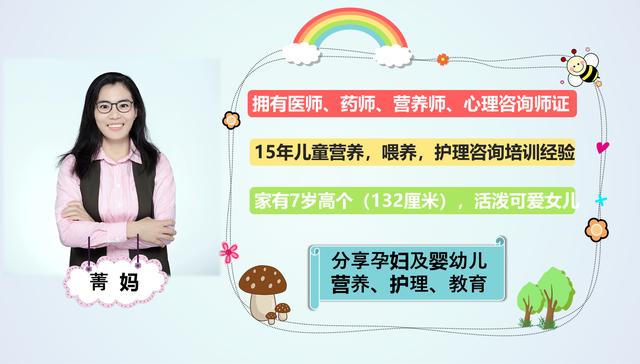 拥有医师、药师、营养师、心理咨询师证
15年儿童营养，喂养，护理咨询培训经验
家有7岁高个（132厘米），活泼可爱女儿
分享孕妇及婴幼儿
营养、护理、教育
菁 妈